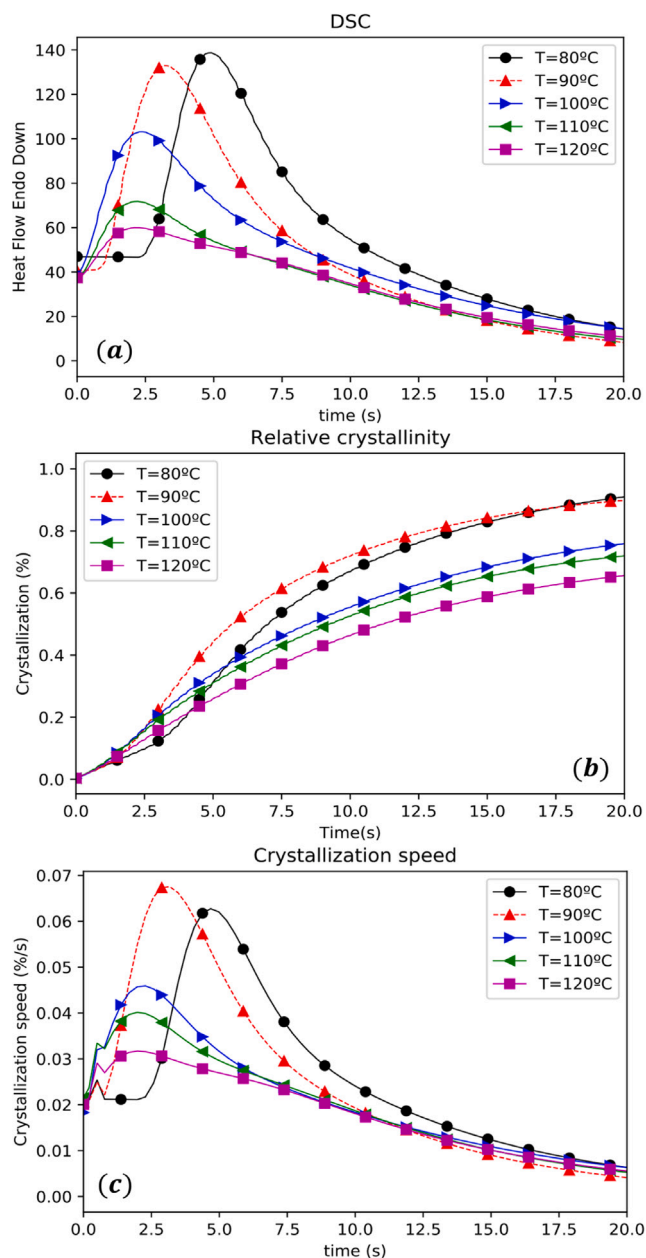 DSC
Heat Flow Endo Down
140
120
100
80
60
40
20
0
T=80ºC
T=90ºC
T=100ºC
T=110ºC
T=120ºC
(a)
0.0 2.5 5.0 7.5 10.0 12.5 15.0 17.5 20.0
time (s)
Relative crystallinity
Crystallization (%)
1.0
0.8
0.6
0.4
0.2
0.0
T=80ºC
T=90ºC
T=100ºC
T=110ºC
T=120ºC
(b)
0.0 2.5 5.0 7.5 10.0 12.5 15.0 17.5 20.0
Time(s)
Crystallization speed
Crystallization speed (%/s)
0.07
0.06
0.05
0.04
0.03
0.02
0.01
0.00
T=80ºC
T=90ºC
T=100ºC
T=110ºC
T=120ºC
(c)
0.0 2.5 5.0 7.5 10.0 12.5 15.0 17.5 20.0
time (s)